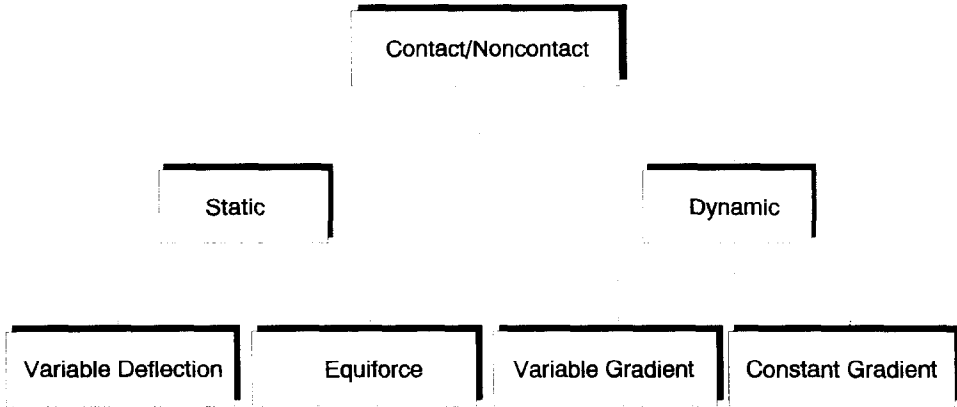 Contact/Noncontact
Static
Dynamic
Variable Deflection
Equiforce
Variable Gradient
Constant Gradient